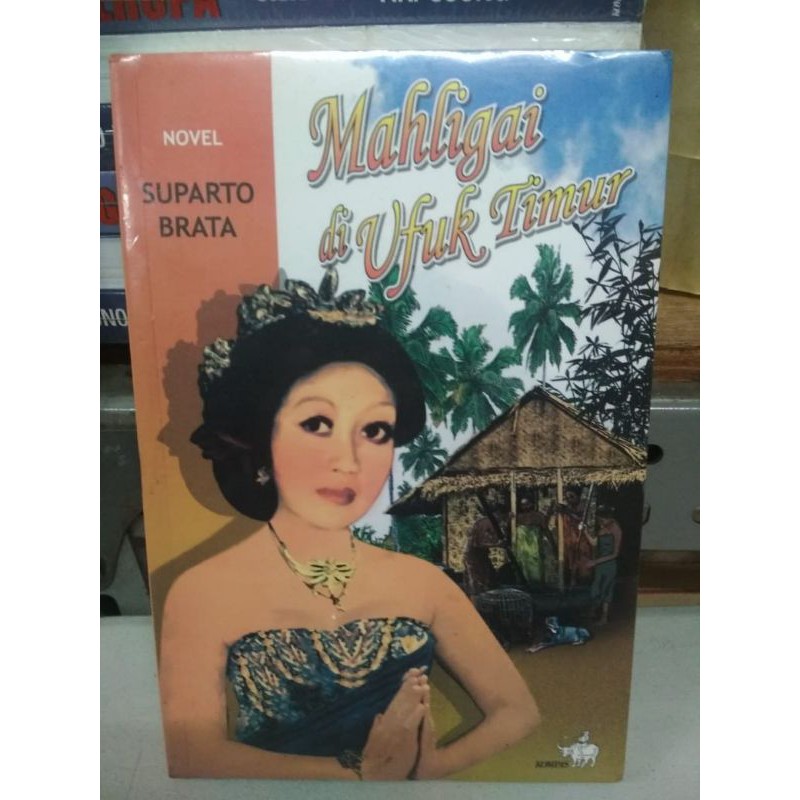 NOVEL
SUPARTO
BRATA
Mahligai
di Ufuk Timur